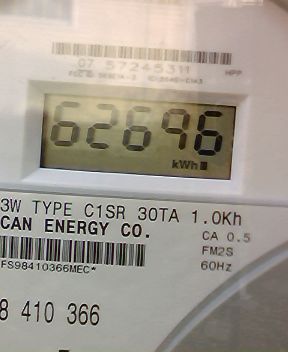 07 57245311 HPP
62696
kWh
3W TYPE C1SR 30TA 1.0Kh
CAN ENERGY CO. CA 0.5
FM2S
FS98410366MEC* 60Hz
8 410 366